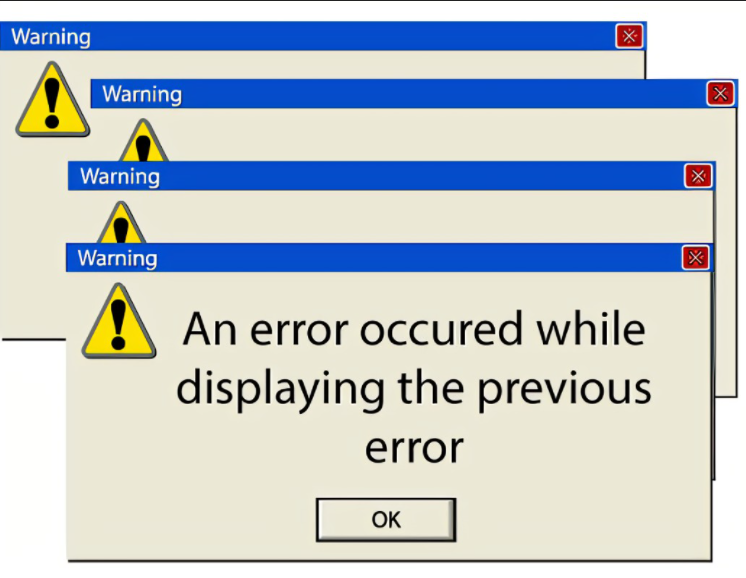 Warning
Warning
Warning
Warning
An error occured while
displaying the previous
error
OK